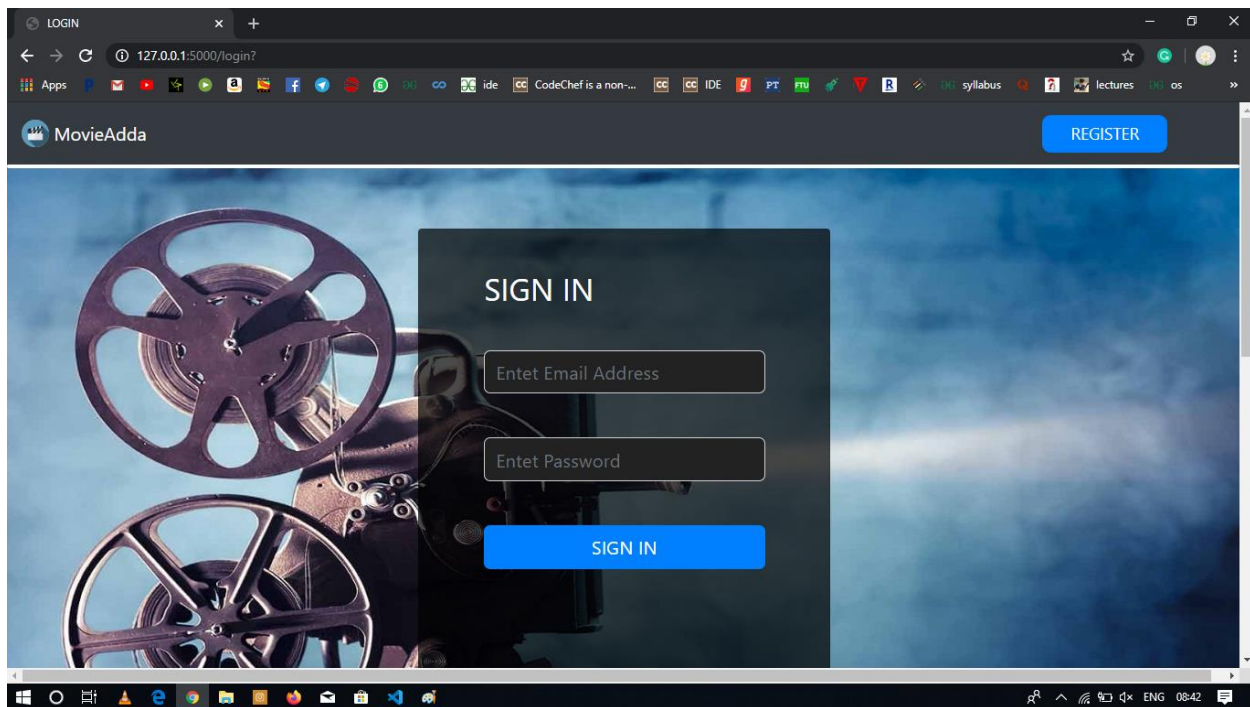 LOGIN
127.0.0.1:5000/login?
Apps
ide
CodeChef is a non-...
IDE
syllabus
lectures
os
MovieAdda
REGISTER
SIGN IN
Entet Email Address
Entet Password
SIGN IN
ENG 08:42